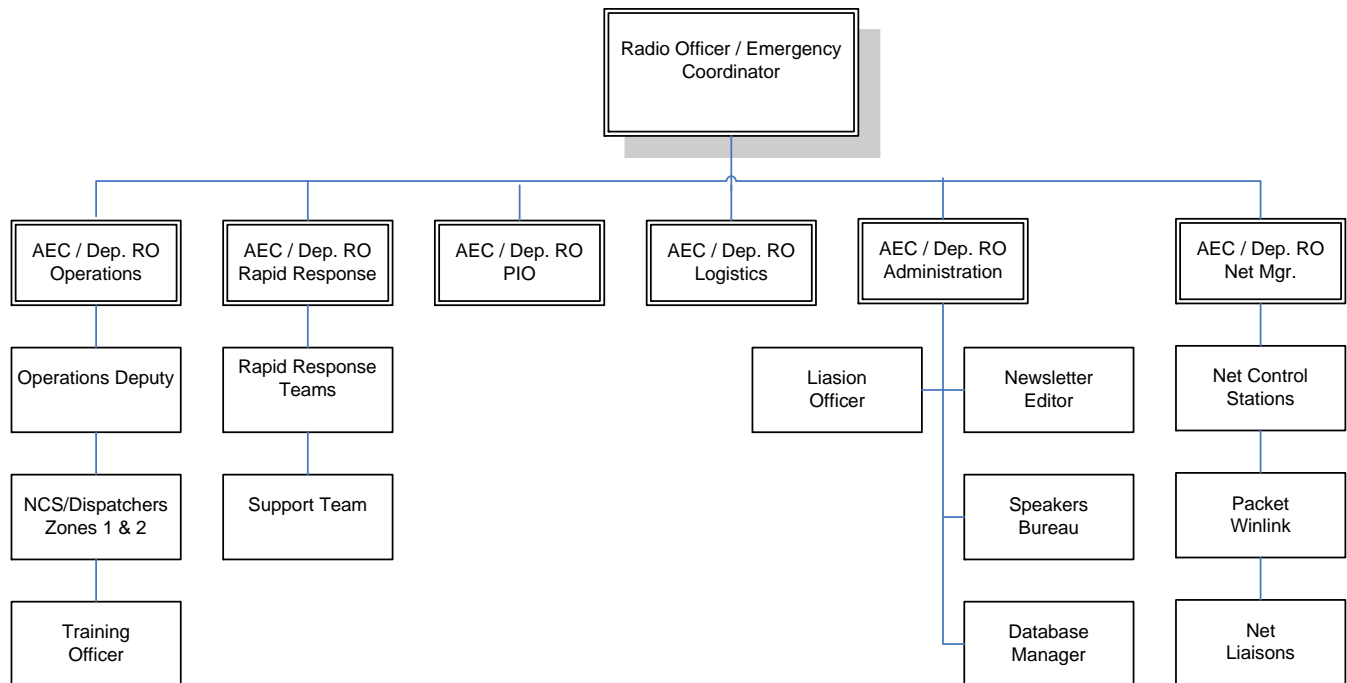 Radio Officer / Emergency
Coordinator
AEC / Dep. RO
Operations
AEC / Dep. RO
Rapid Response
AEC / Dep. RO
PIO
AEC / Dep. RO
Logistics
AEC / Dep. RO
Administration
AEC / Dep. RO
Net Mgr.
Operations Deputy
Rapid Response
Teams
Liasion
Officer
Newsletter
Editor
Net Control
Stations
NCS/Dispatchers
Zones 1 & 2
Support Team
Speakers
Bureau
Packet
Winlink
Training
Officer
Database
Manager
Net
Liaisons